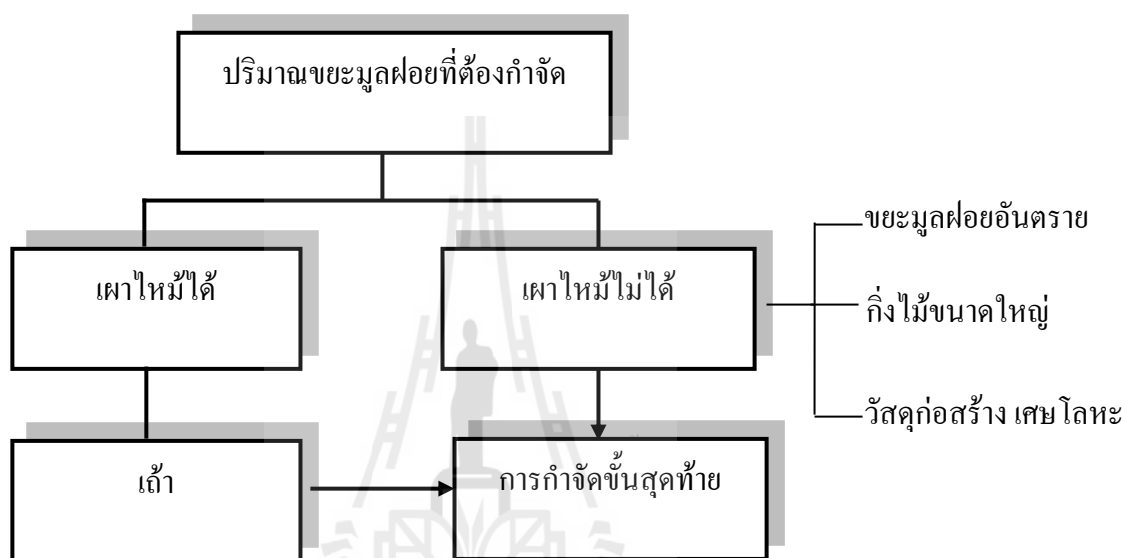 ปริมาณขยะมูลฝอยที่ต้องกำจัด
เผาไหม้ได้
เผาไหม้ไม่ได้
ขยะมูลฝอยอันตราย
กิ่งไม้ขนาดใหญ่
วัสดุก่อสร้าง เศษโลหะ
เถ้า
การกำจัดขั้นสุดท้าย